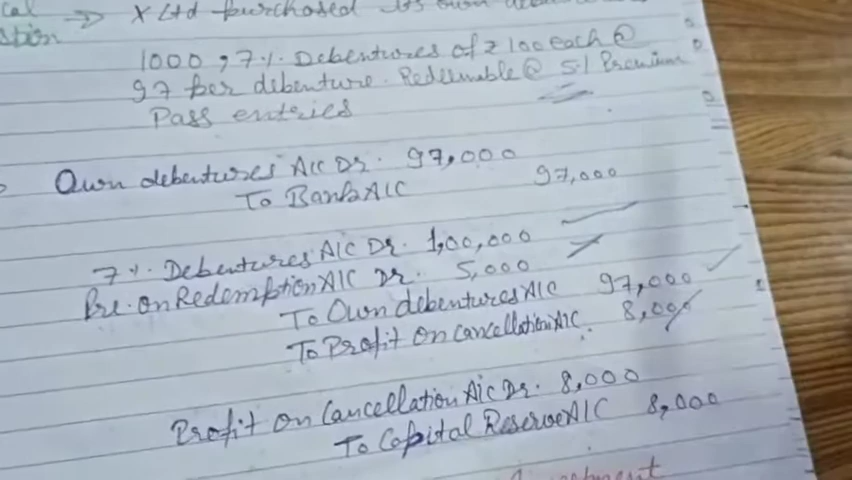 cal → X Ltd purchased its own
stion
1000, 7%. Debentures of ₹ 100 each @
97 per debenture. Redeemable @ 5% Premium
Pass entries
Own debentures A/C Dr. 97,000
To Bank A/C 97,000
7%. Debentures A/C Dr. 1,00,000
Pre. on Redemption A/C Dr. 5,000
To Own debentures A/C 97,000
To Profit on cancellation A/C. 8,000
Profit on Cancellation A/C Dr. 8,000
To Capital Reserve A/C 8,000